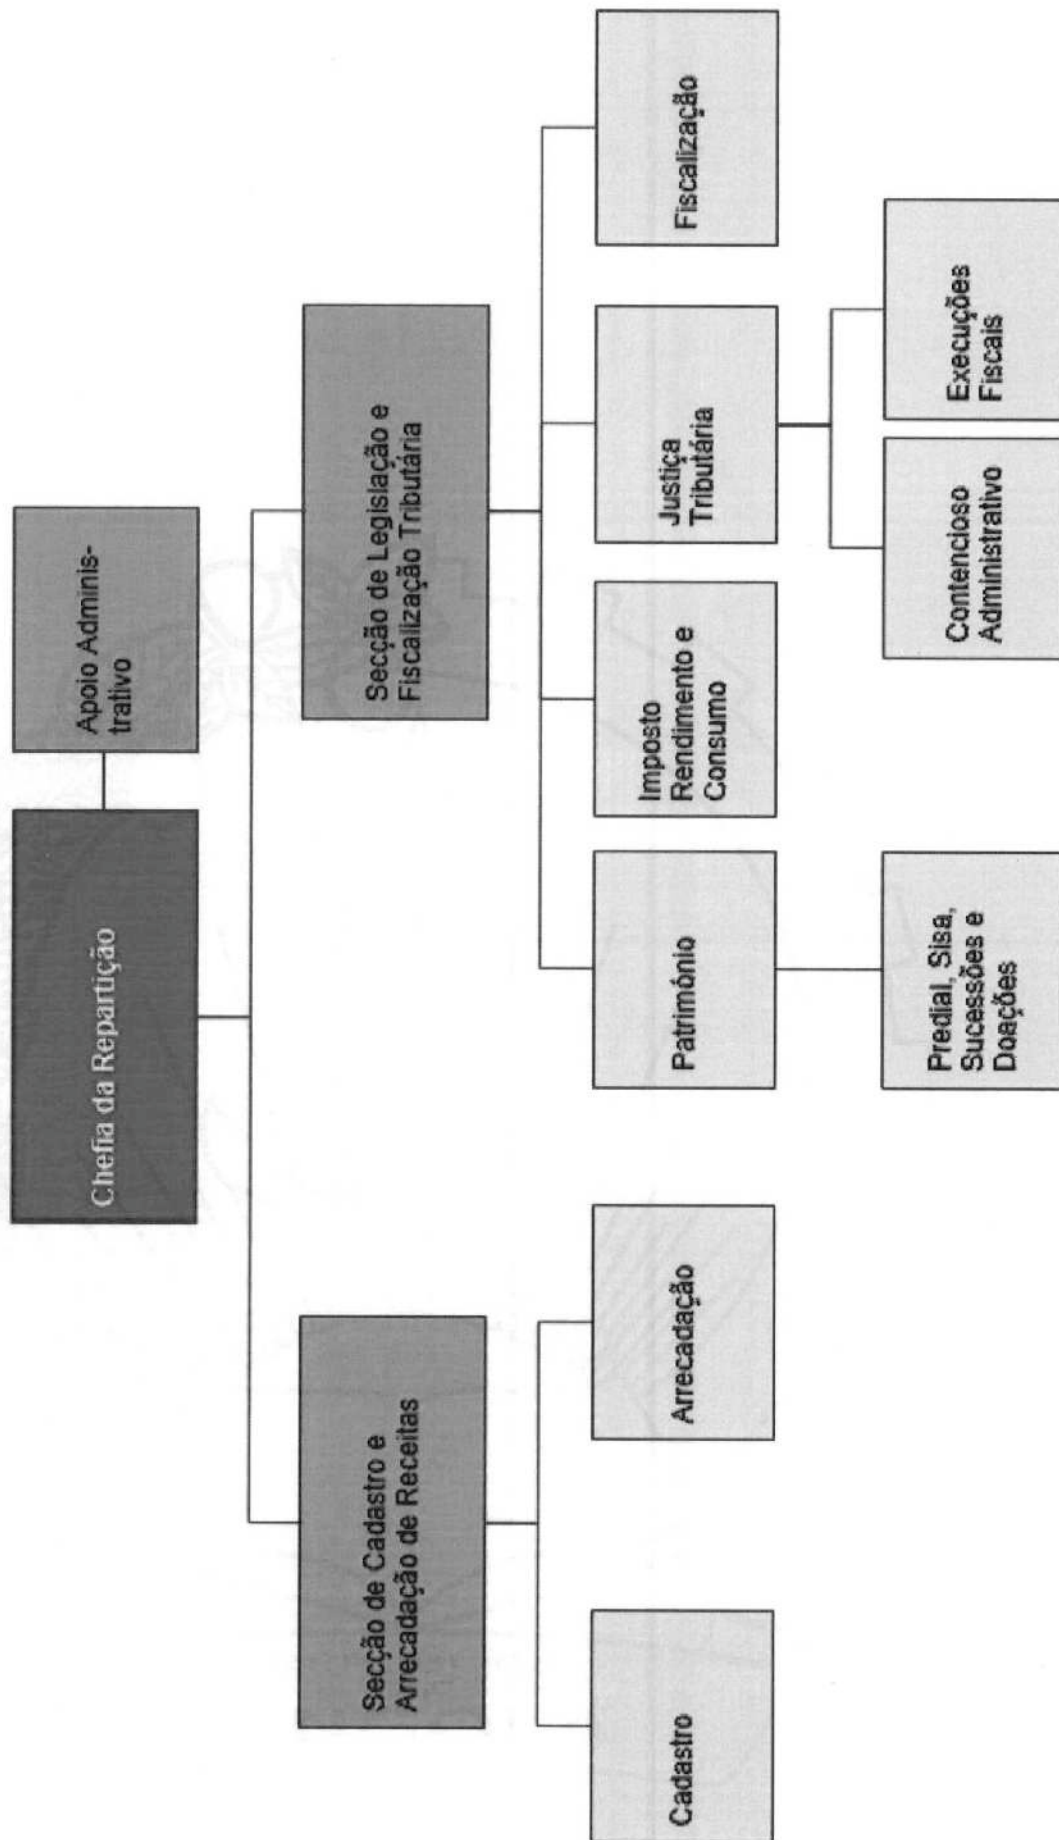 Chefia da Repartição
Apoio Adminis-
trativo
Secção de Cadastro e
Arrecadação de Receitas
Secção de Legislação e
Fiscalização Tributária
Cadastro
Arrecadação
Património
Imposto
Rendimento e
Consumo
Justiça
Tributária
Fiscalização
Predial, Sisa,
Sucessões e
Doações
Contencioso
Administrativo
Execuções
Fiscais